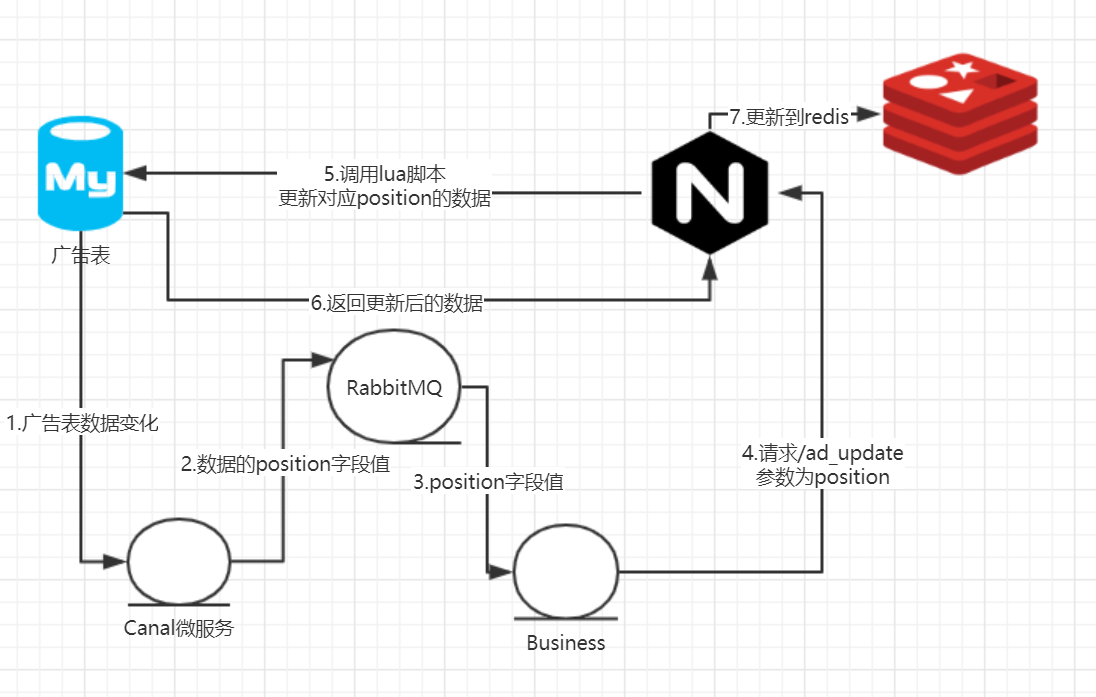 7.更新到redis
My
N
5.调用lua脚本
更新对应position的数据
广告表
6.返回更新后的数据
RabbitMQ
1.广告表数据变化
2.数据的position字段值
3.position字段值
4.请求/ad_update
参数为position
Canal微服务
Business